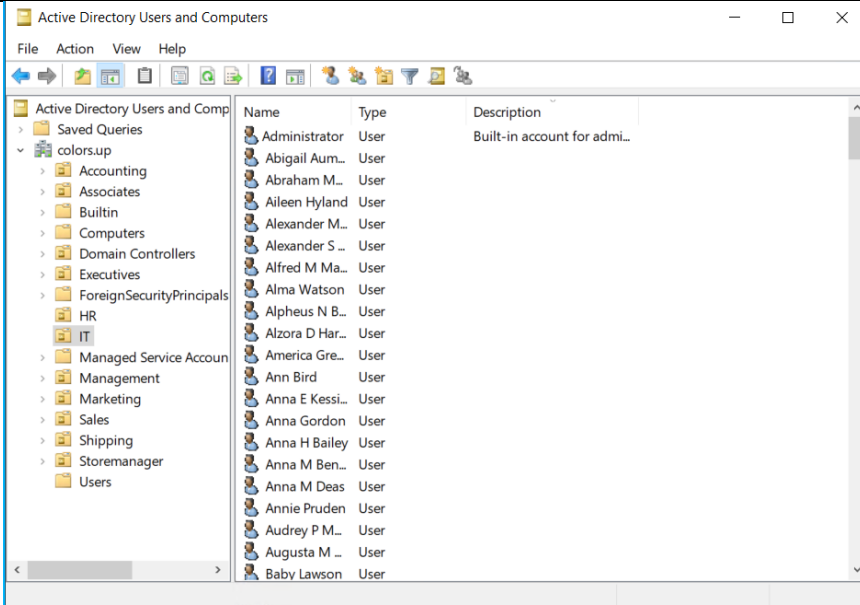 Active Directory Users and Computers
File Action View Help
Active Directory Users and Comp
Saved Queries
colors.up
Accounting
Associates
Builtin
Computers
Domain Controllers
Executives
ForeignSecurityPrincipals
HR
IT
Managed Service Accoun
Management
Marketing
Sales
Shipping
Storemanager
Users
Name Type Description
Administrator User Built-in account for admi...
Abigail Aum... User
Abraham M... User
Aileen Hyland User
Alexander M... User
Alexander S ... User
Alfred M Ma... User
Alma Watson User
Alpheus N B... User
Alzora D Har... User
America Gre... User
Ann Bird User
Anna E Kessi... User
Anna Gordon User
Anna H Bailey User
Anna M Ben... User
Anna M Deas User
Annie Pruden User
Audrey P M... User
Augusta M ... User
Baby Lawson User